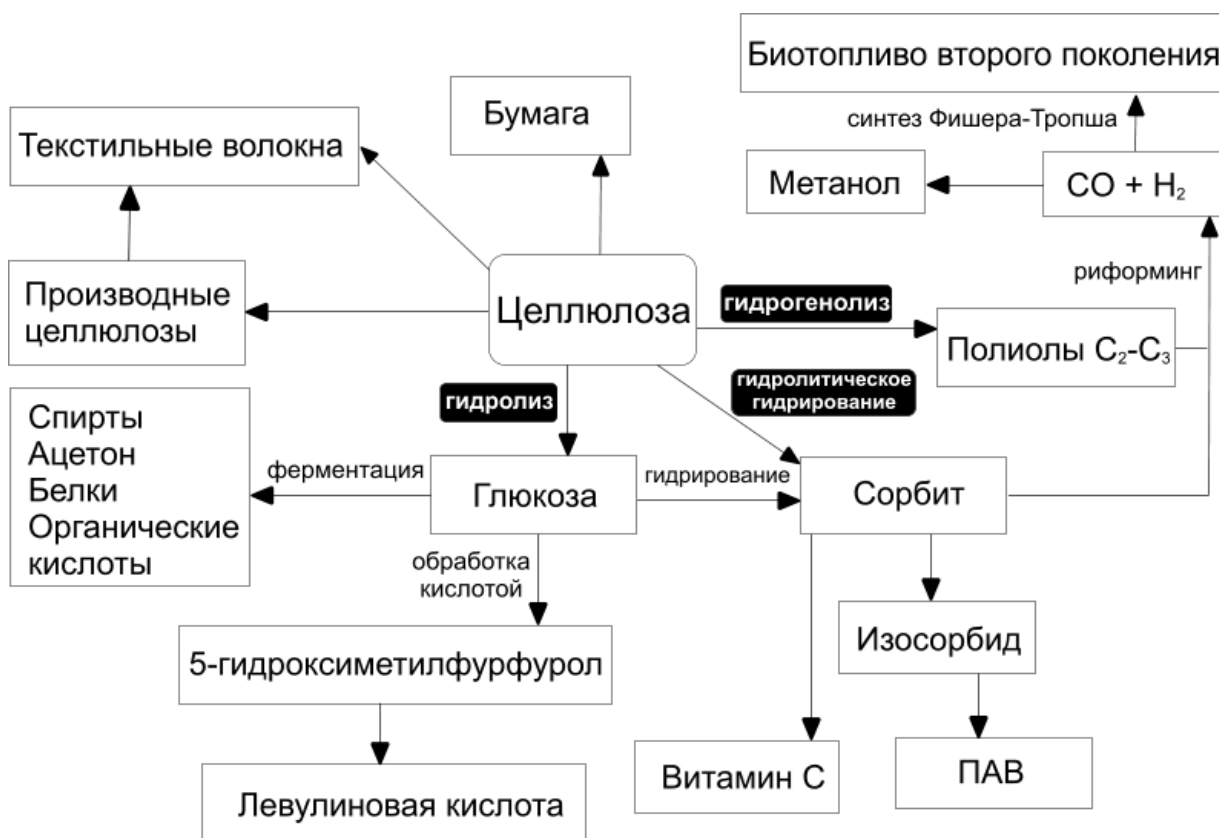 Биотопливо второго поколения
Бумага
синтез Фишера-Тропша
Текстильные волокна
Метанол
CO + H₂
риформинг
Производные
целлюлозы
Целлюлоза
гидрогенолиз
Полиолы C₂-C₃
гидролитическое
гидрирование
гидролиз
Спирты
Ацетон
Белки
Органические
кислоты
ферментация
Глюкоза
гидрирование
Сорбит
обработка
кислотой
5-гидроксиметилфурфурол
Изосорбид
Левулиновая кислота
Витамин С
ПАВ